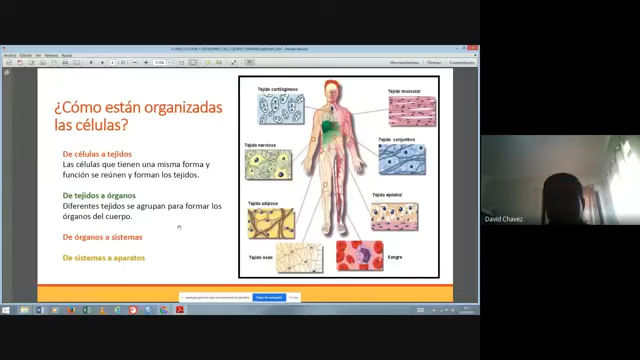 Archivo Edición Ver Ventana Ayuda
Herramientas Firmar Comentario
¿Cómo están organizadas
las células?
De células a tejidos
Las células que tienen una misma forma y
función se reúnen y forman los tejidos.
De tejidos a órganos
Diferentes tejidos se agrupan para formar los
órganos del cuerpo.
De órganos a sistemas
De sistemas a aparatos
Tejido cartilaginoso
Tejido muscular
Tejido nervioso
Tejido conjuntivo
Tejido adiposo
Tejido epitelial
Tejido óseo
Sangre
David Chavez